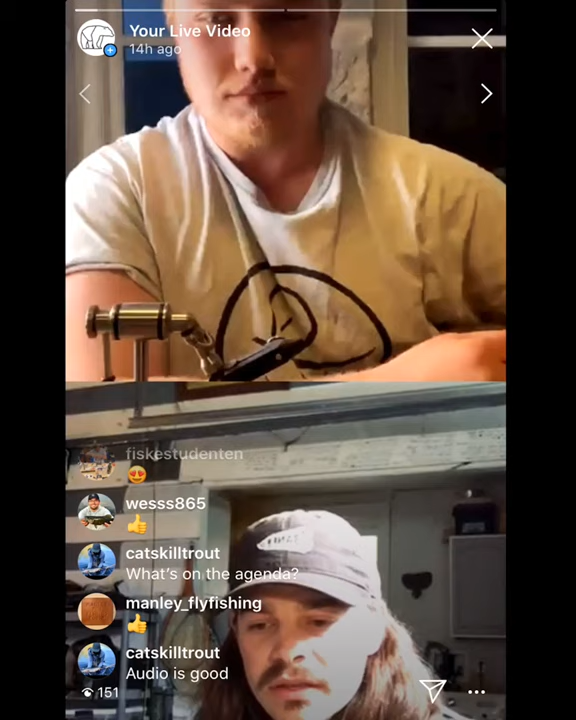 Your Live Video
14h ago
fiskestudenten
😍
wesss865
👍
catskilltrout
What's on the agenda?
manley_flyfishing
👍
catskilltrout
Audio is good
151